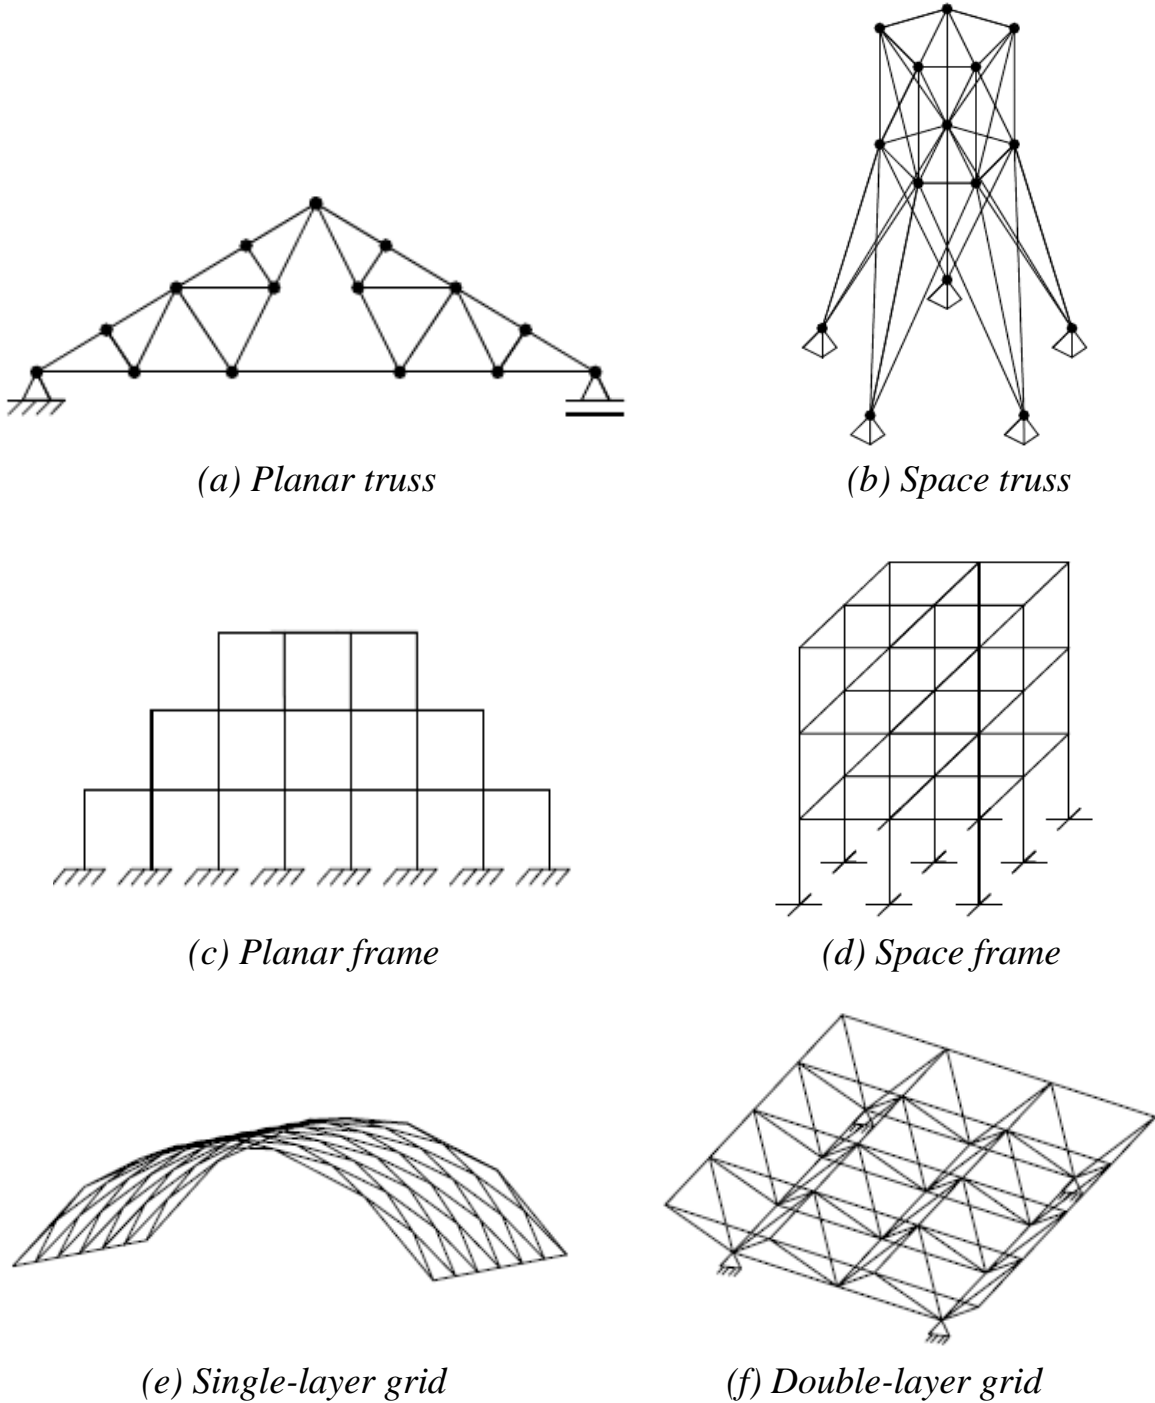 (a) Planar truss
(b) Space truss
(c) Planar frame
(d) Space frame
(e) Single-layer grid
(f) Double-layer grid